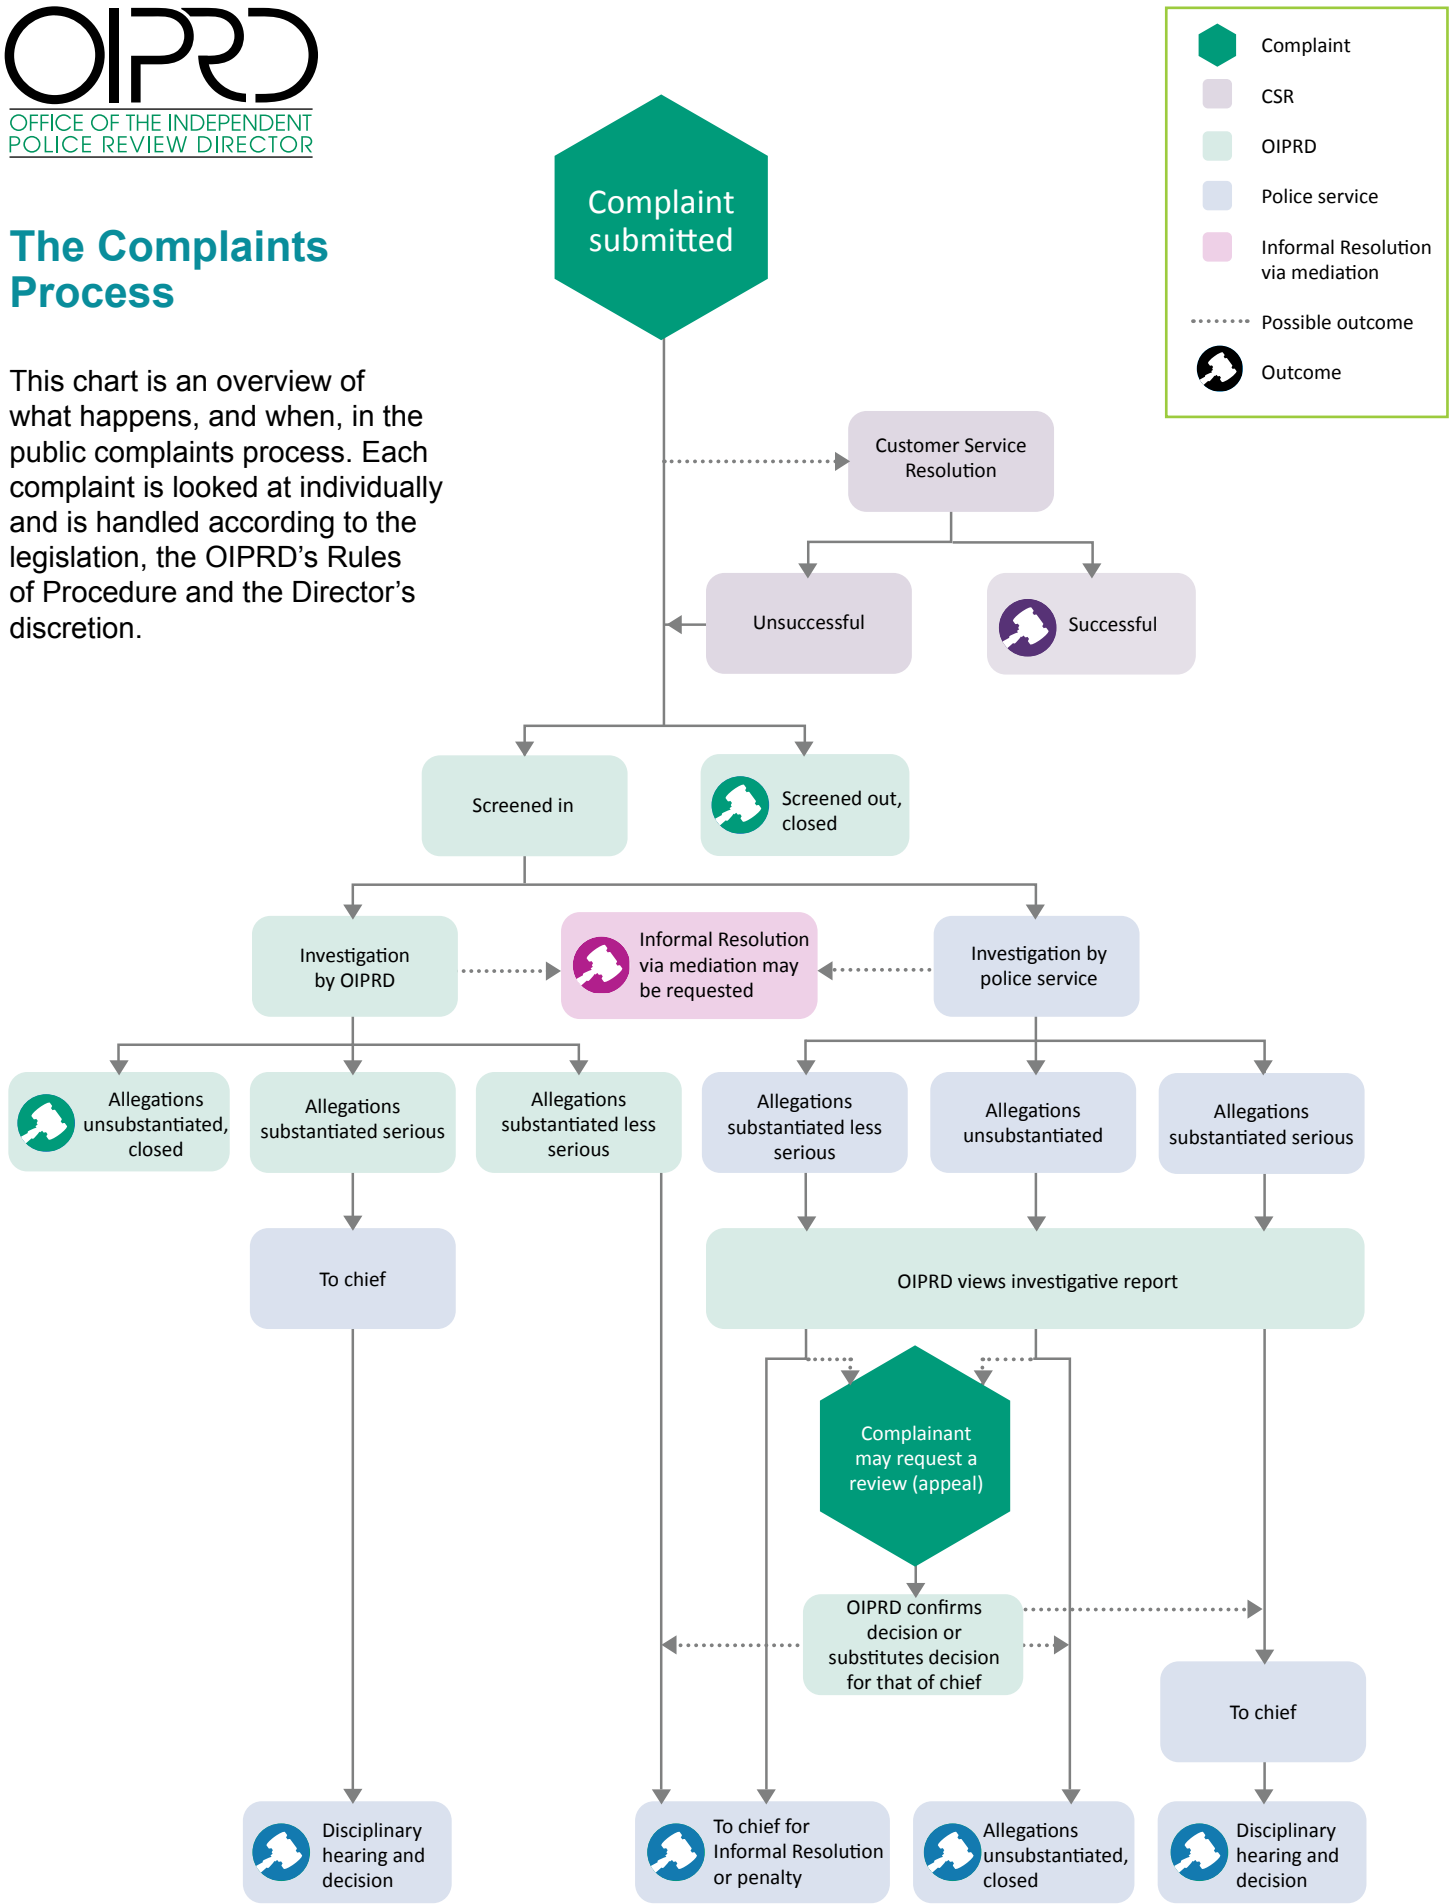 OIPRD
OFFICE OF THE INDEPENDENT
POLICE REVIEW DIRECTOR
The Complaints
Process
This chart is an overview of
what happens, and when, in the
public complaints process. Each
complaint is looked at individually
and is handled according to the
legislation, the OIPRD’s Rules
of Procedure and the Director’s
discretion.
Complaint
CSR
OIPRD
Police service
Informal Resolution
via mediation
Possible outcome
Outcome
Complaint
submitted
Customer Service
Resolution
Unsuccessful
Successful
Screened in
Screened out,
closed
Investigation
by OIPRD
Informal Resolution
via mediation may
be requested
Investigation by
police service
Allegations
unsubstantiated,
closed
Allegations
substantiated serious
Allegations
substantiated less
serious
Allegations
substantiated less
serious
Allegations
unsubstantiated
Allegations
substantiated serious
To chief
OIPRD views investigative report
Complainant
may request a
review (appeal)
OIPRD confirms
decision or
substitutes decision
for that of chief
To chief
Disciplinary
hearing and
decision
To chief for
Informal Resolution
or penalty
Allegations
unsubstantiated,
closed
Disciplinary
hearing and
decision